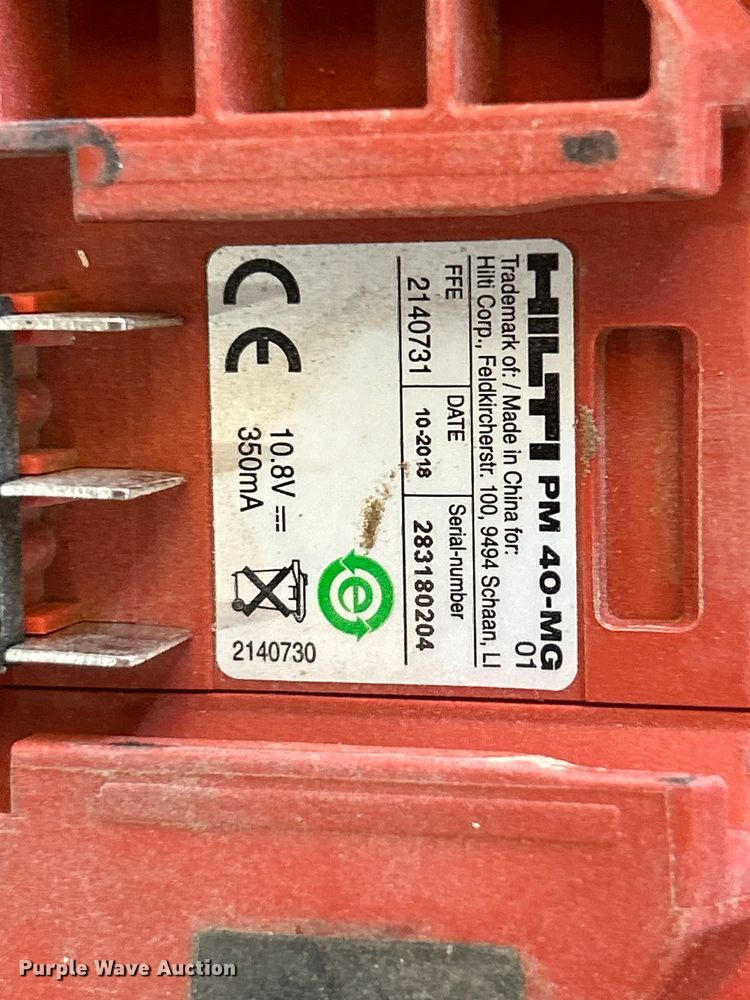 HILTI PM 40-MG
01
Trademark of: / Made in China for:
Hilti Corp., Feldkircherstr. 100, 9494 Schaan, LI
FFE DATE Serial-number
2140731 10-2018 283180204
CE
10.8V ⎓
350mA
e
2140730
Purple Wave Auction